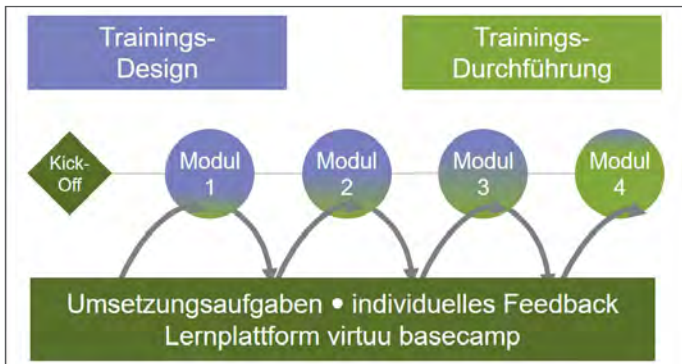 Trainings-
Design
Trainings-
Durchführung
Kick-
Off
Modul
1
Modul
2
Modul
3
Modul
4
Umsetzungsaufgaben • individuelles Feedback
Lernplattform virtuu basecamp